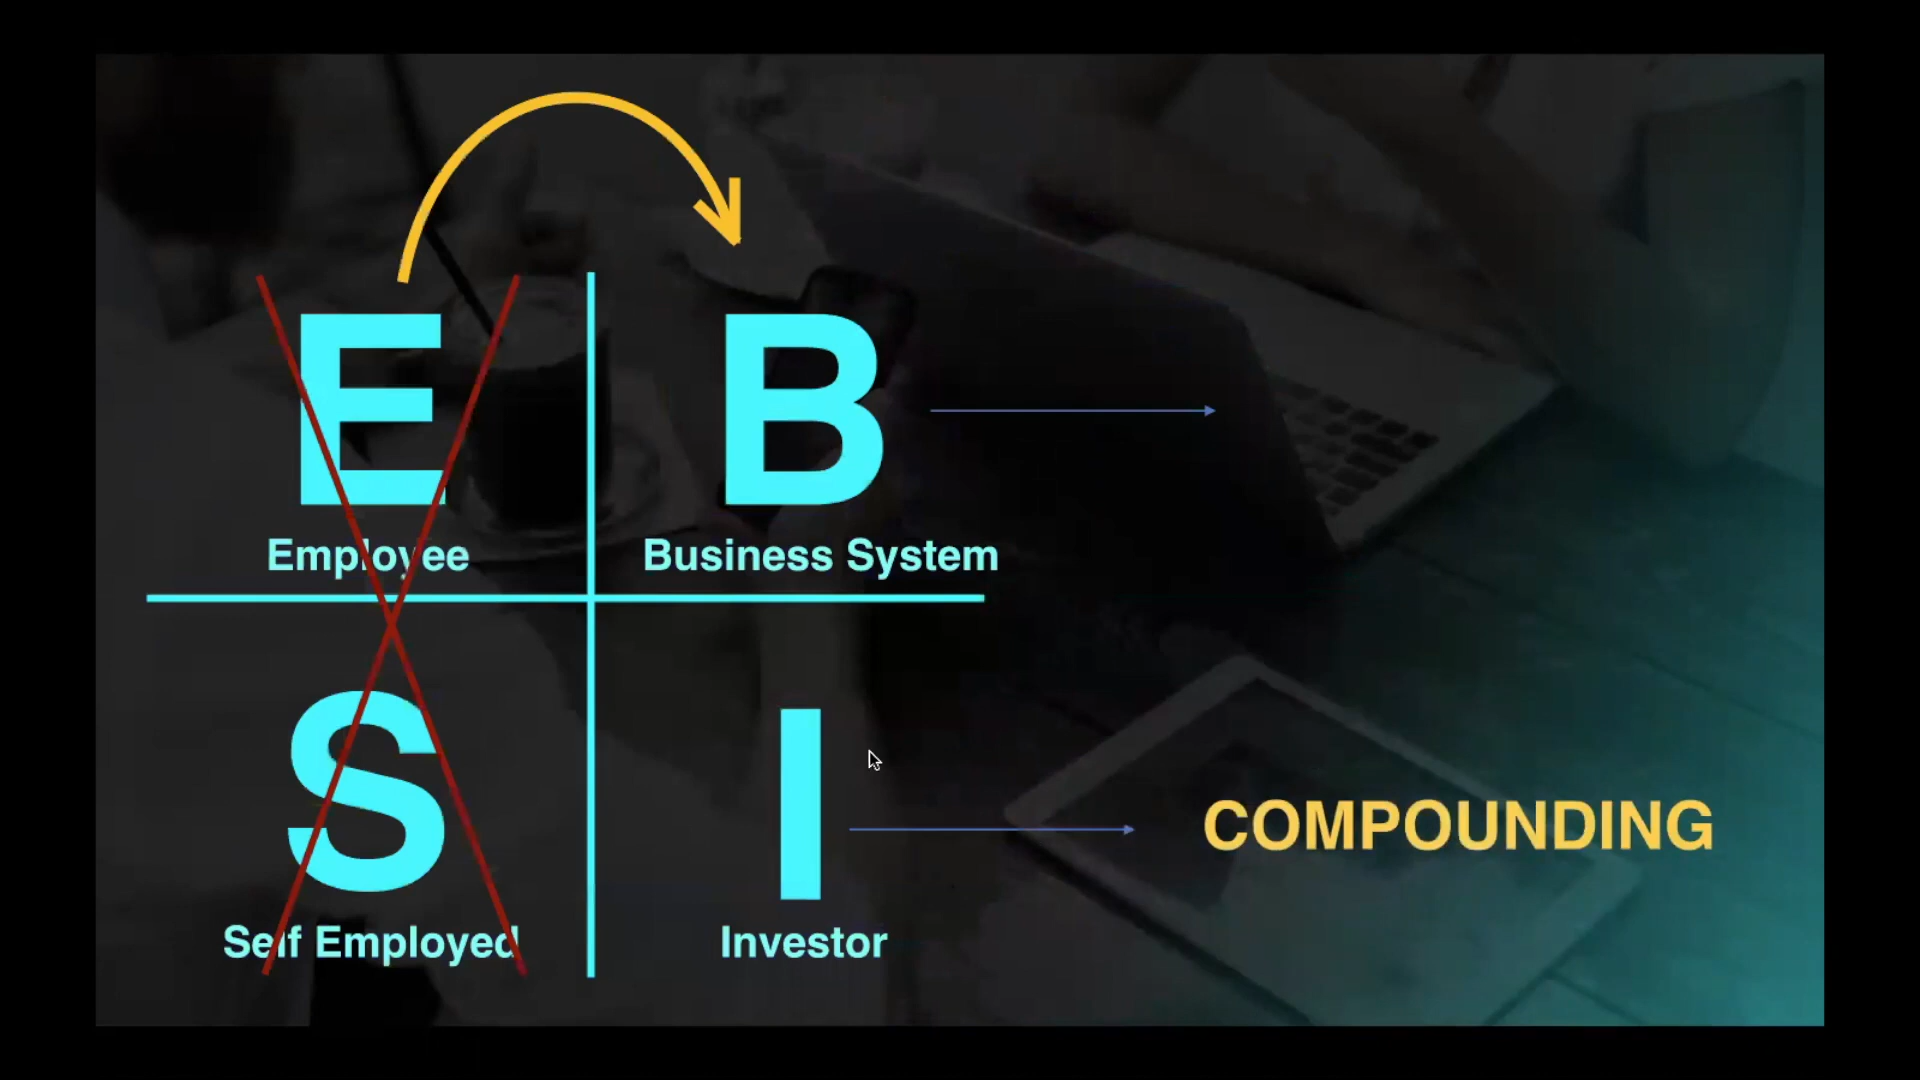 E
Employee
B
Business System
S
Self Employed
I
Investor
COMPOUNDING